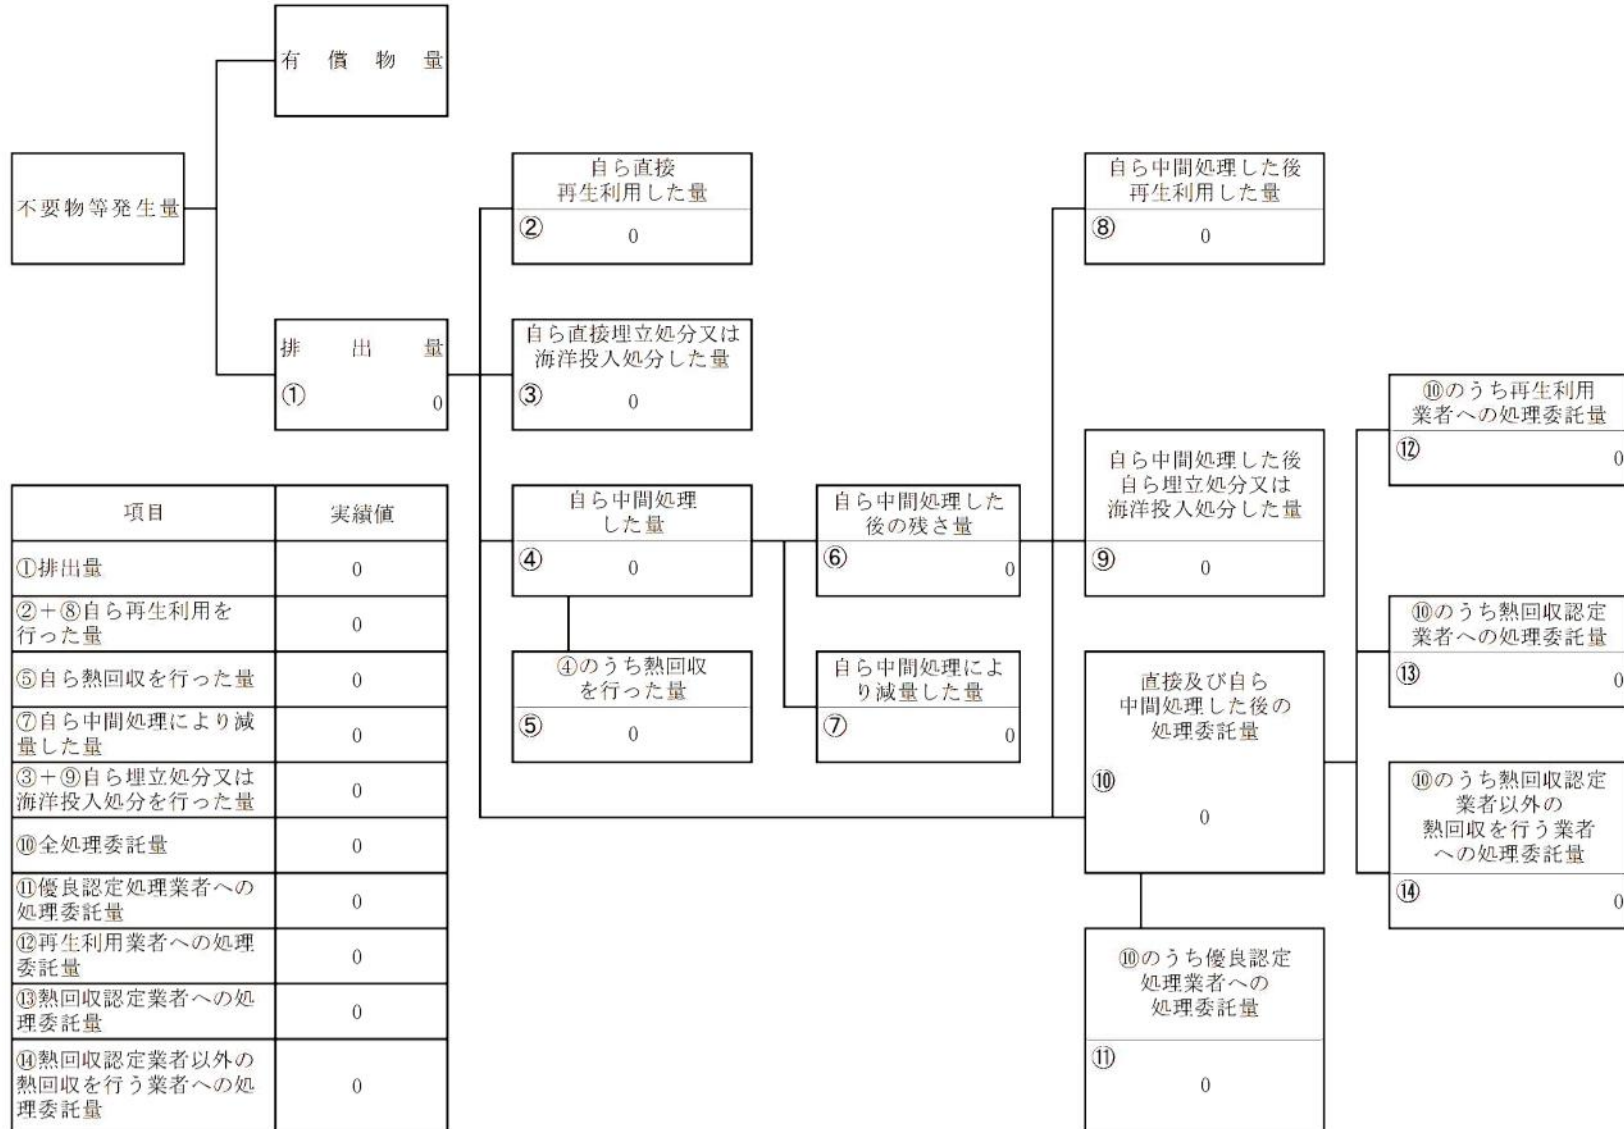 有償物量
不要物等発生量
排出量
①
0
自ら直接
再生利用した量
②
0
自ら直接埋立処分又は
海洋投入処分した量
③
0
自ら中間処理
した量
④
0
④のうち熱回収
を行った量
⑤
0
自ら中間処理した
後の残さ量
⑥
0
自ら中間処理によ
り減量した量
⑦
0
自ら中間処理した後
再生利用した量
⑧
0
自ら中間処理した後
自ら埋立処分又は
海洋投入処分した量
⑨
0
直接及び自ら
中間処理した後の
処理委託量
⑩
0
⑩のうち優良認定
処理業者への
処理委託量
⑪
0
⑩のうち再生利用
業者への処理委託量
⑫
0
⑩のうち熱回収認定
業者への処理委託量
⑬
0
⑩のうち熱回収認定
業者以外の
熱回収を行う業者
への処理委託量
⑭
0
項目 実績値
①排出量 0
②+⑧自ら再生利用を
行った量 0
⑤自ら熱回収を行った量 0
⑦自ら中間処理により減
量した量 0
③+⑨自ら埋立処分又は
海洋投入処分を行った量 0
⑩全処理委託量 0
⑪優良認定処理業者への
処理委託量 0
⑫再生利用業者への処理
委託量 0
⑬熱回収認定業者への処
理委託量 0
⑭熱回収認定業者以外の
熱回収を行う業者への処 0
理委託量